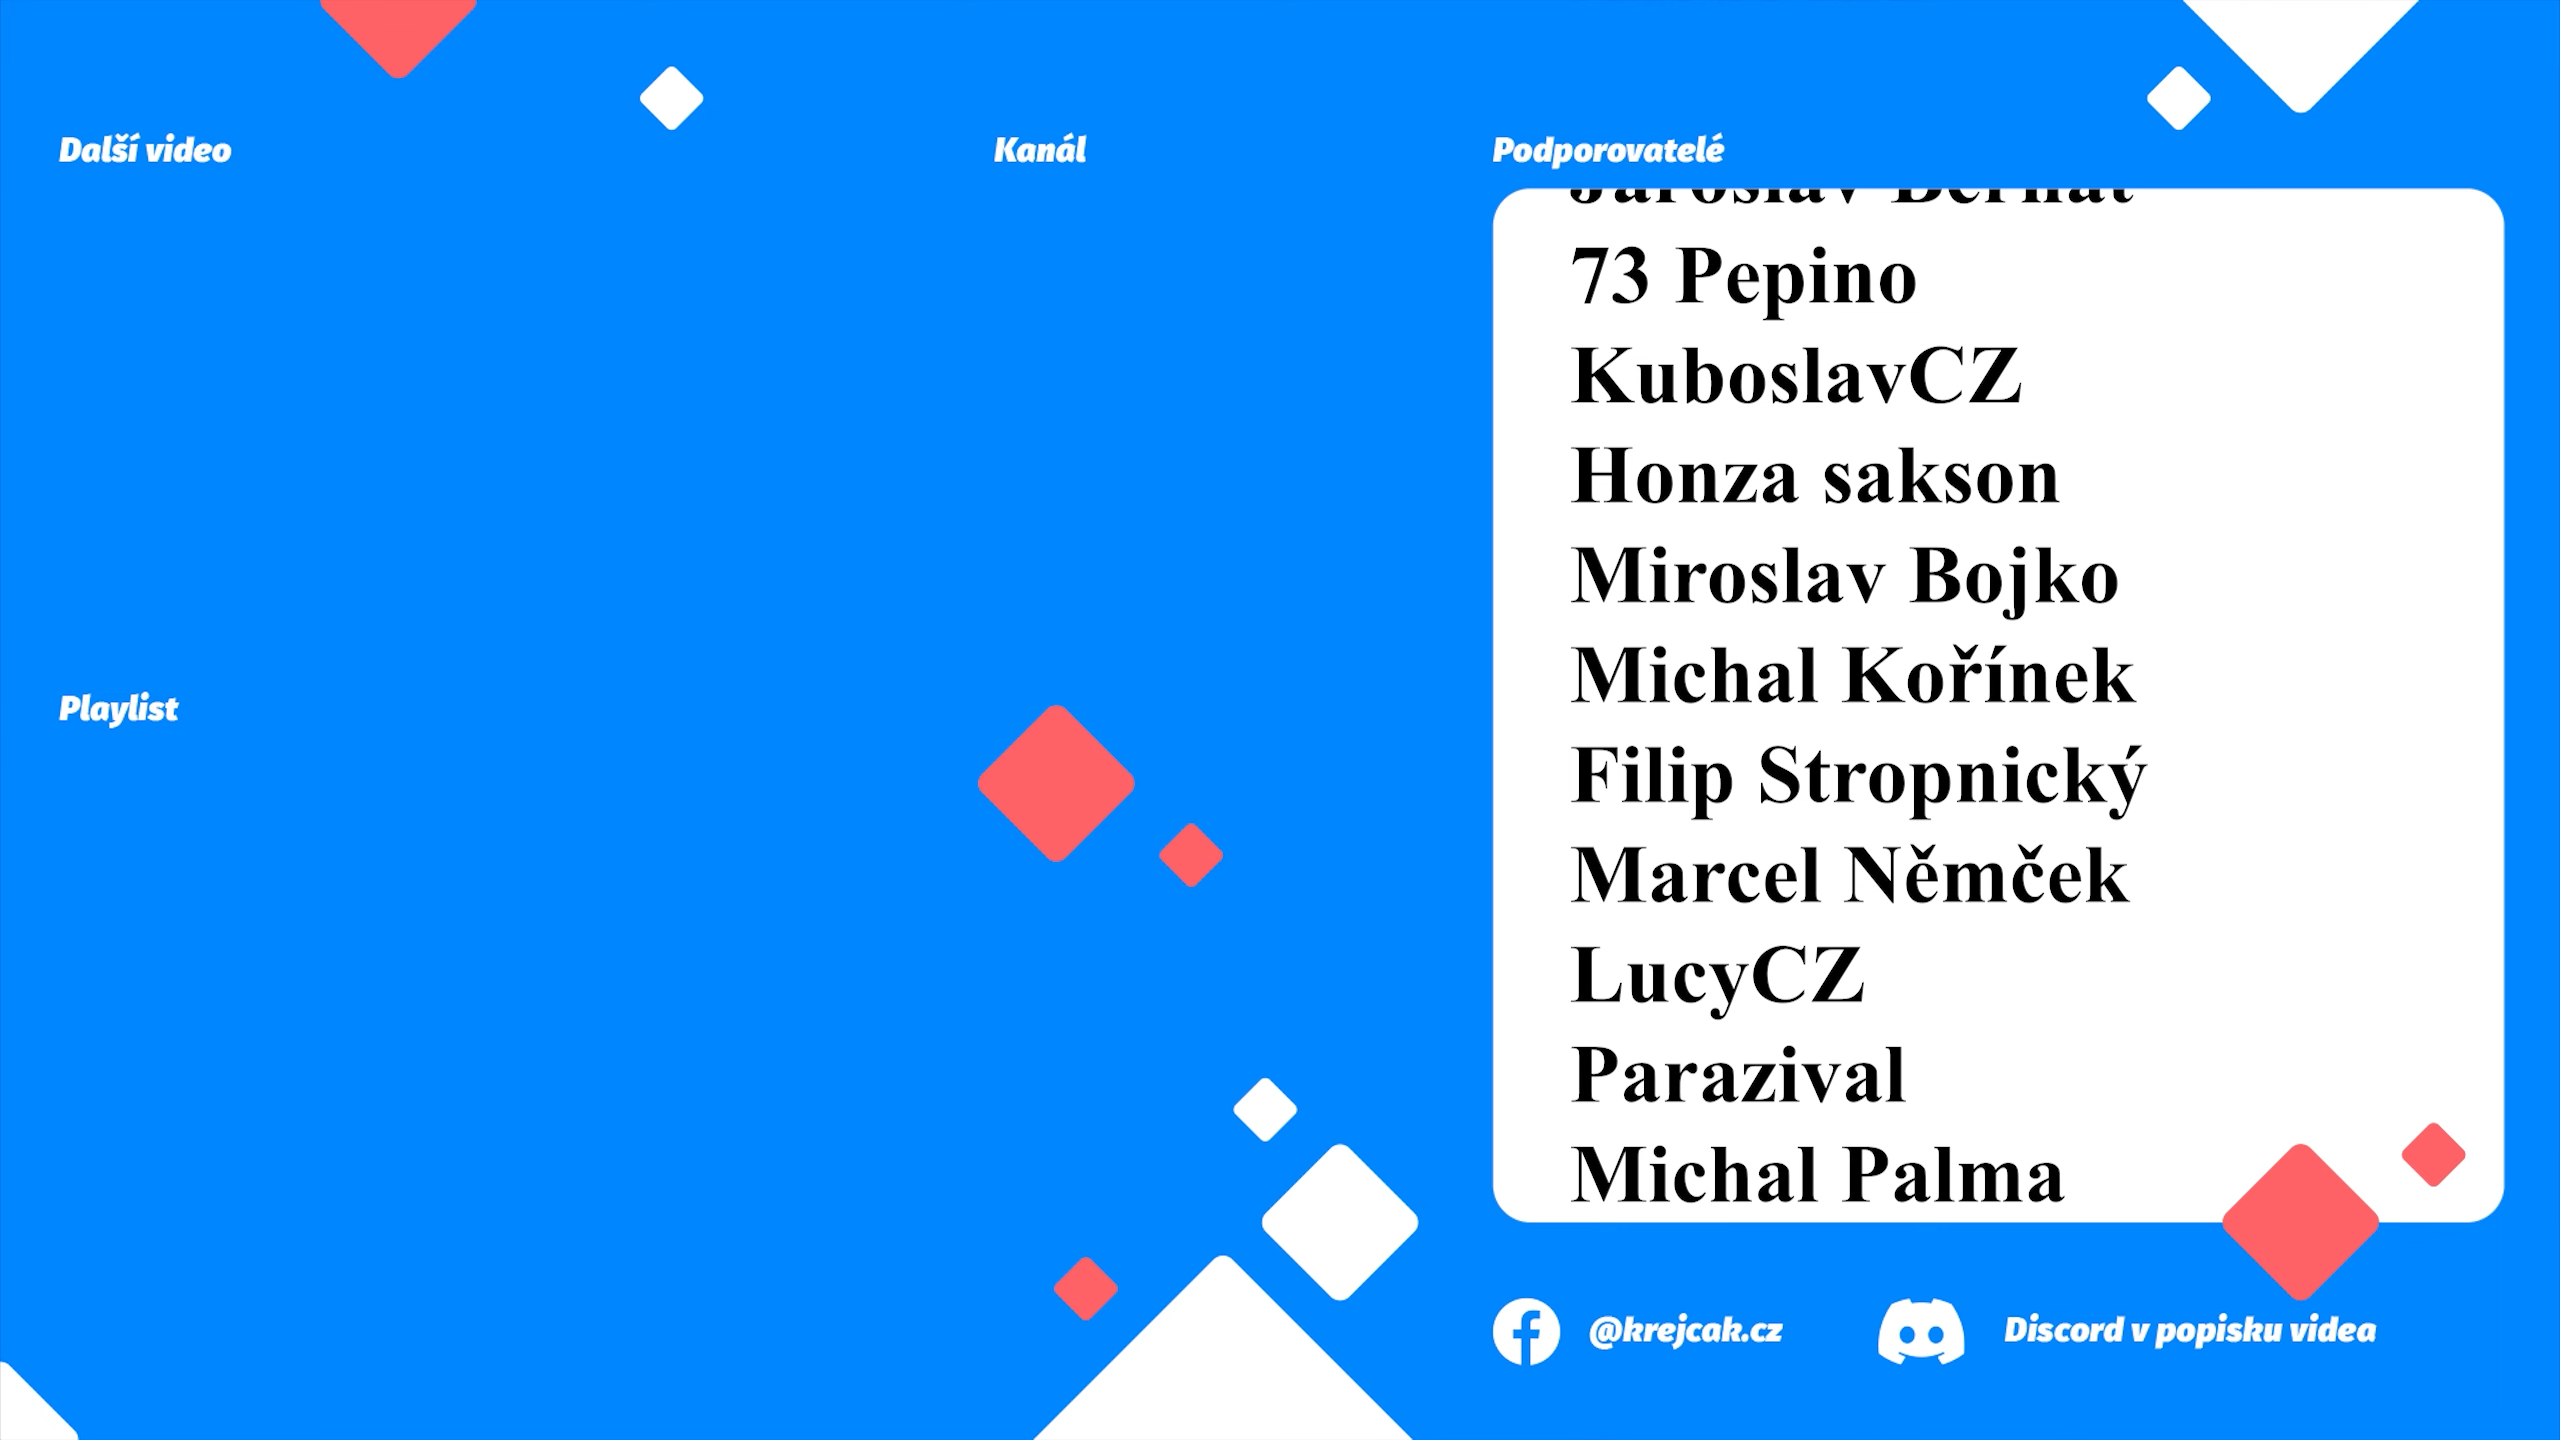 Další video
Kanál
Podporovatelé
73 Pepino
KuboslavCZ
Honza sakson
Miroslav Bojko
Michal Kořínek
Filip Stropnický
Marcel Němček
LucyCZ
Parazival
Michal Palma
Playlist
@krejcak.cz
Discord v popisku videa